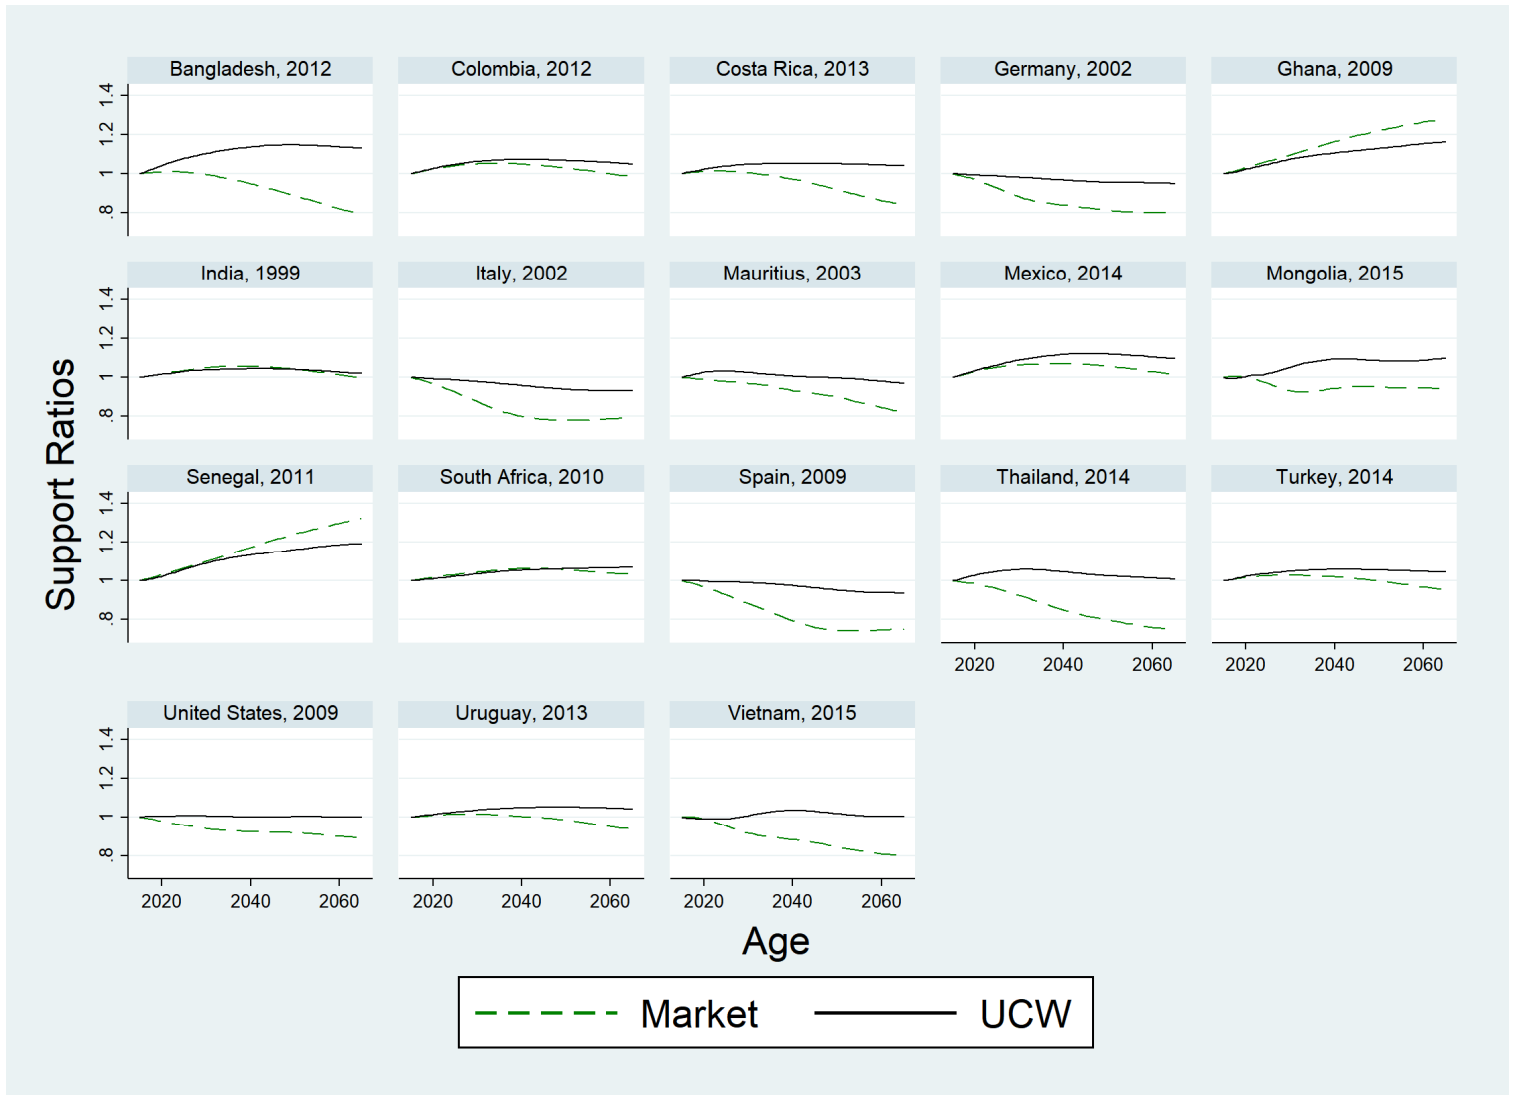 Bangladesh, 2012
Colombia, 2012
Costa Rica, 2013
Germany, 2002
Ghana, 2009
1.4
1.2
1
.8
India, 1999
Italy, 2002
Mauritius, 2003
Mexico, 2014
Mongolia, 2015
1.4
1.2
1
.8
Senegal, 2011
South Africa, 2010
Spain, 2009
Thailand, 2014
Turkey, 2014
1.4
1.2
1
.8
2020 2040 2060
2020 2040 2060
United States, 2009
Uruguay, 2013
Vietnam, 2015
1.4
1.2
1
.8
2020 2040 2060
2020 2040 2060
2020 2040 2060
Support Ratios
Age
Market UCW